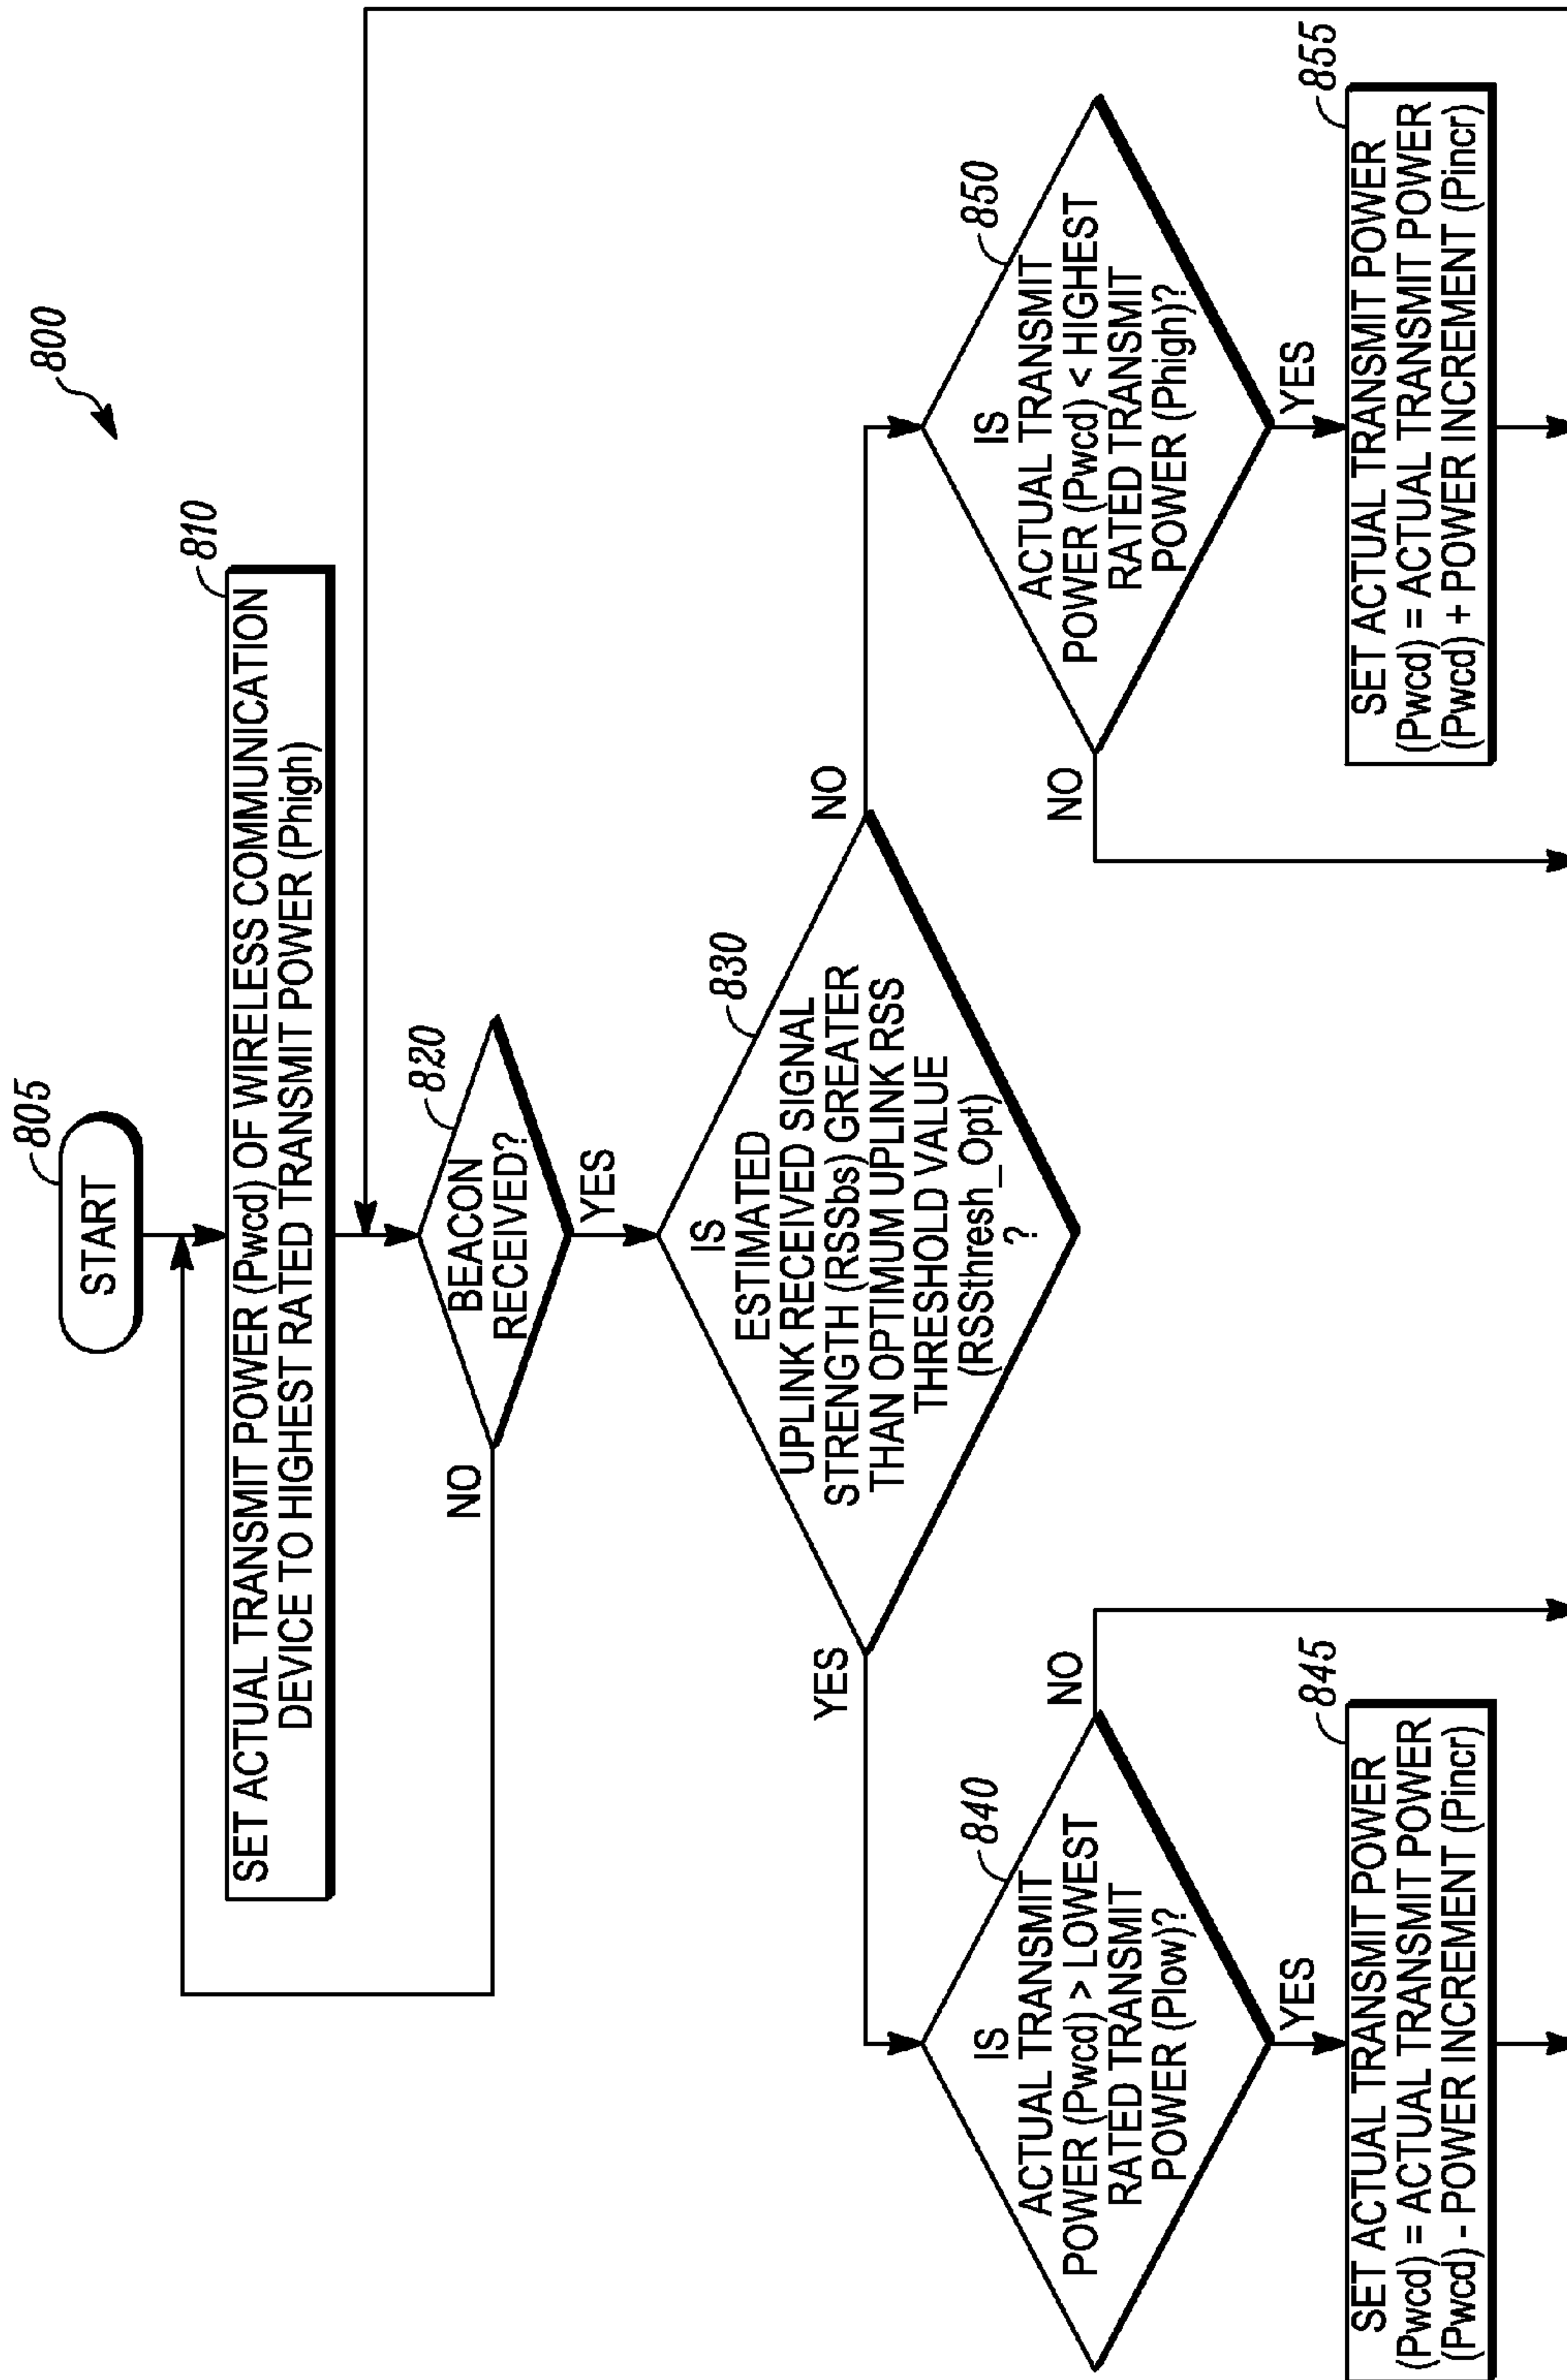 800
805
START
810
SET ACTUAL TRANSMIT POWER (Pwcd) OF WIRELESS COMMUNICATION
DEVICE TO HIGHEST RATED TRANSMIT POWER (Phigh)
820
BEACON
RECEIVED?
NO
YES
830
IS
ESTIMATED
UPLINK RECEIVED SIGNAL
STRENGTH (RSSbs) GREATER
THAN OPTIMUM UPLINK RSS
THRESHOLD VALUE
(RSSthresh_Opt)
?
YES
NO
840
IS
ACTUAL TRANSMIT
POWER (Pwcd) > LOWEST
RATED TRANSMIT
POWER (Plow)?
NO
YES
845
SET ACTUAL TRANSMIT POWER
(Pwcd) = ACTUAL TRANSMIT POWER
(Pwcd) - POWER INCREMENT (Pincr)
850
IS
ACTUAL TRANSMIT
POWER (Pwcd) < HIGHEST
RATED TRANSMIT
POWER (Phigh)?
NO
YES
855
SET ACTUAL TRANSMIT POWER
(Pwcd) = ACTUAL TRANSMIT POWER
(Pwcd) + POWER INCREMENT (Pincr)